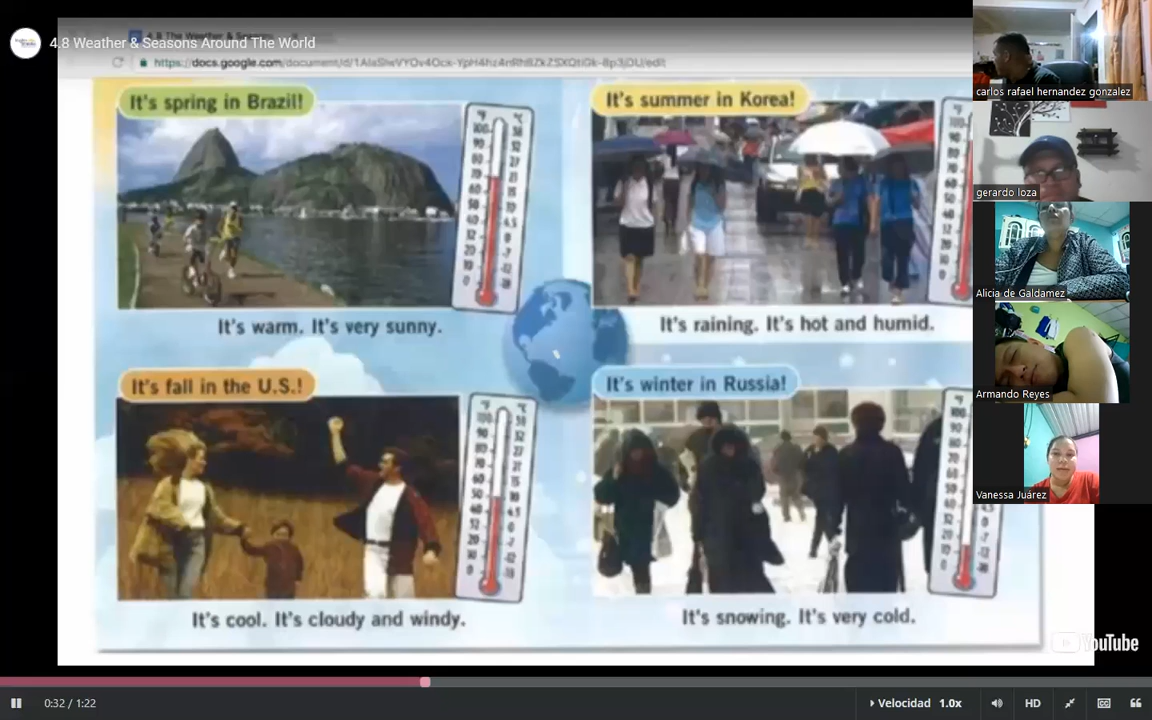 4.8 Weather & Seasons Around The World
It's spring in Brazil!
It's summer in Korea!
It's warm. It's very sunny.
It's raining. It's hot and humid.
It's fall in the U.S.!
It's winter in Russia!
It's cool. It's cloudy and windy.
It's snowing. It's very cold.
carlos rafael hernandez gonzalez
gerardo loza
Alicia de Galdamez
Armando Reyes
Vanessa Juárez
YouTube
0:32 / 1:22
Velocidad 1.0x
HD